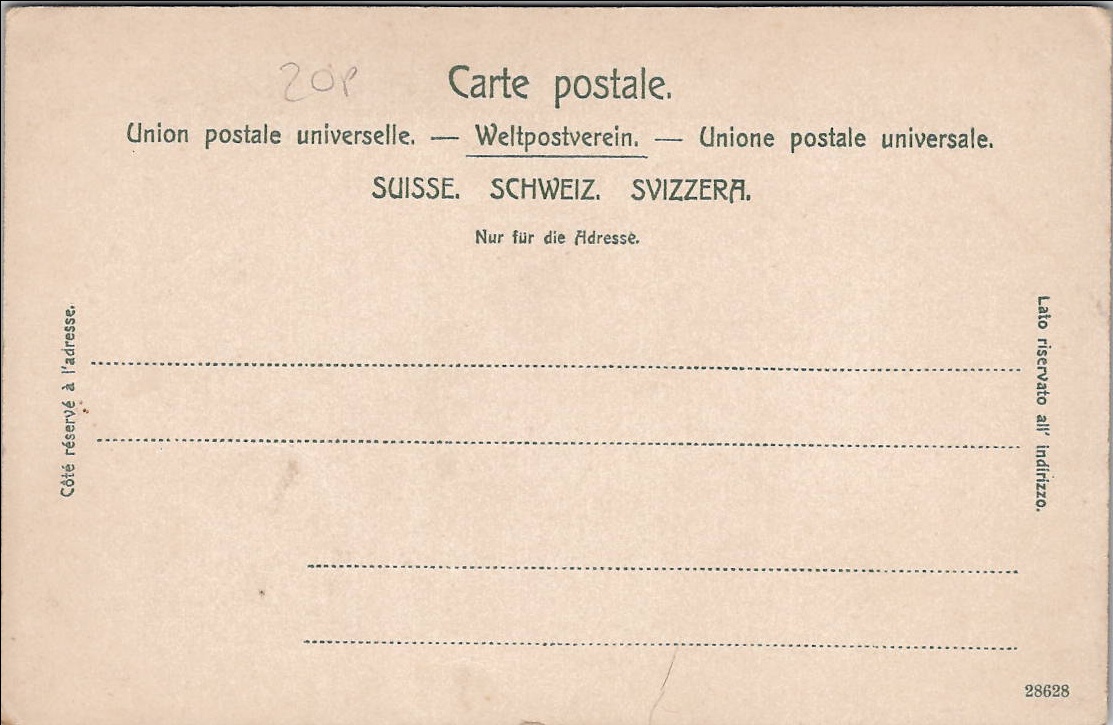 20P
Carte postale.
Union postale universelle. — Weltpostverein. — Unione postale universale.
SUISSE. SCHWEIZ. SVIZZERA.
Nur für die Adresse.
Côté réservé à l'adresse.
Lato riservato all' indirizzo.
28628